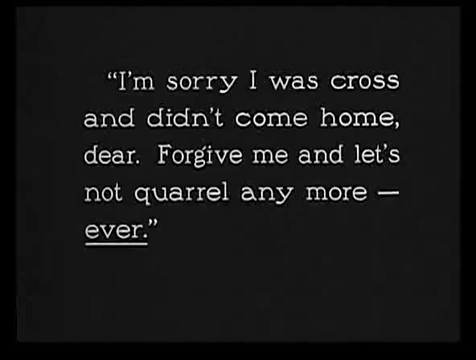 “I'm sorry I was cross
and didn't come home,
dear. Forgive me and let's
not quarrel any more —
ever.”